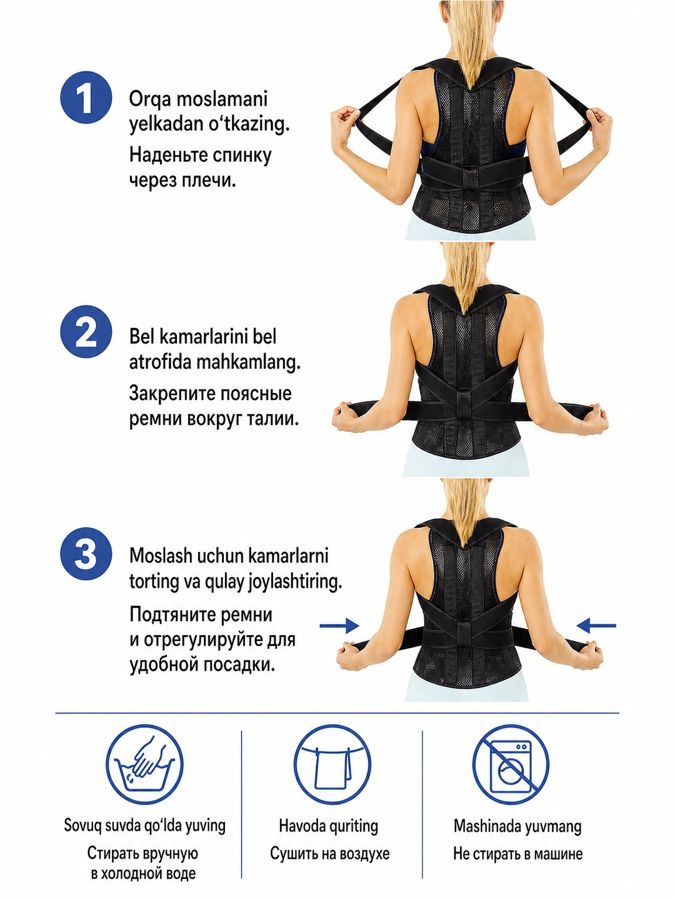 1
Orqa moslamani
yelkadan o‘tkazing.
Наденьте спинку
через плечи.
2
Bel kamarlarini bel
atrofida mahkamlang.
Закрепите поясные
ремни вокруг талии.
3
Moslash uchun kamarlarni
torting va qulay joylashtiring.
Подтяните ремни
и отрегулируйте для
удобной посадки.
Sovuq suvda qo‘lda yuving
Стирать вручную
в холодной воде
Havoda quriting
Сушить на воздухе
Mashinada yuvmang
Не стирать в машине